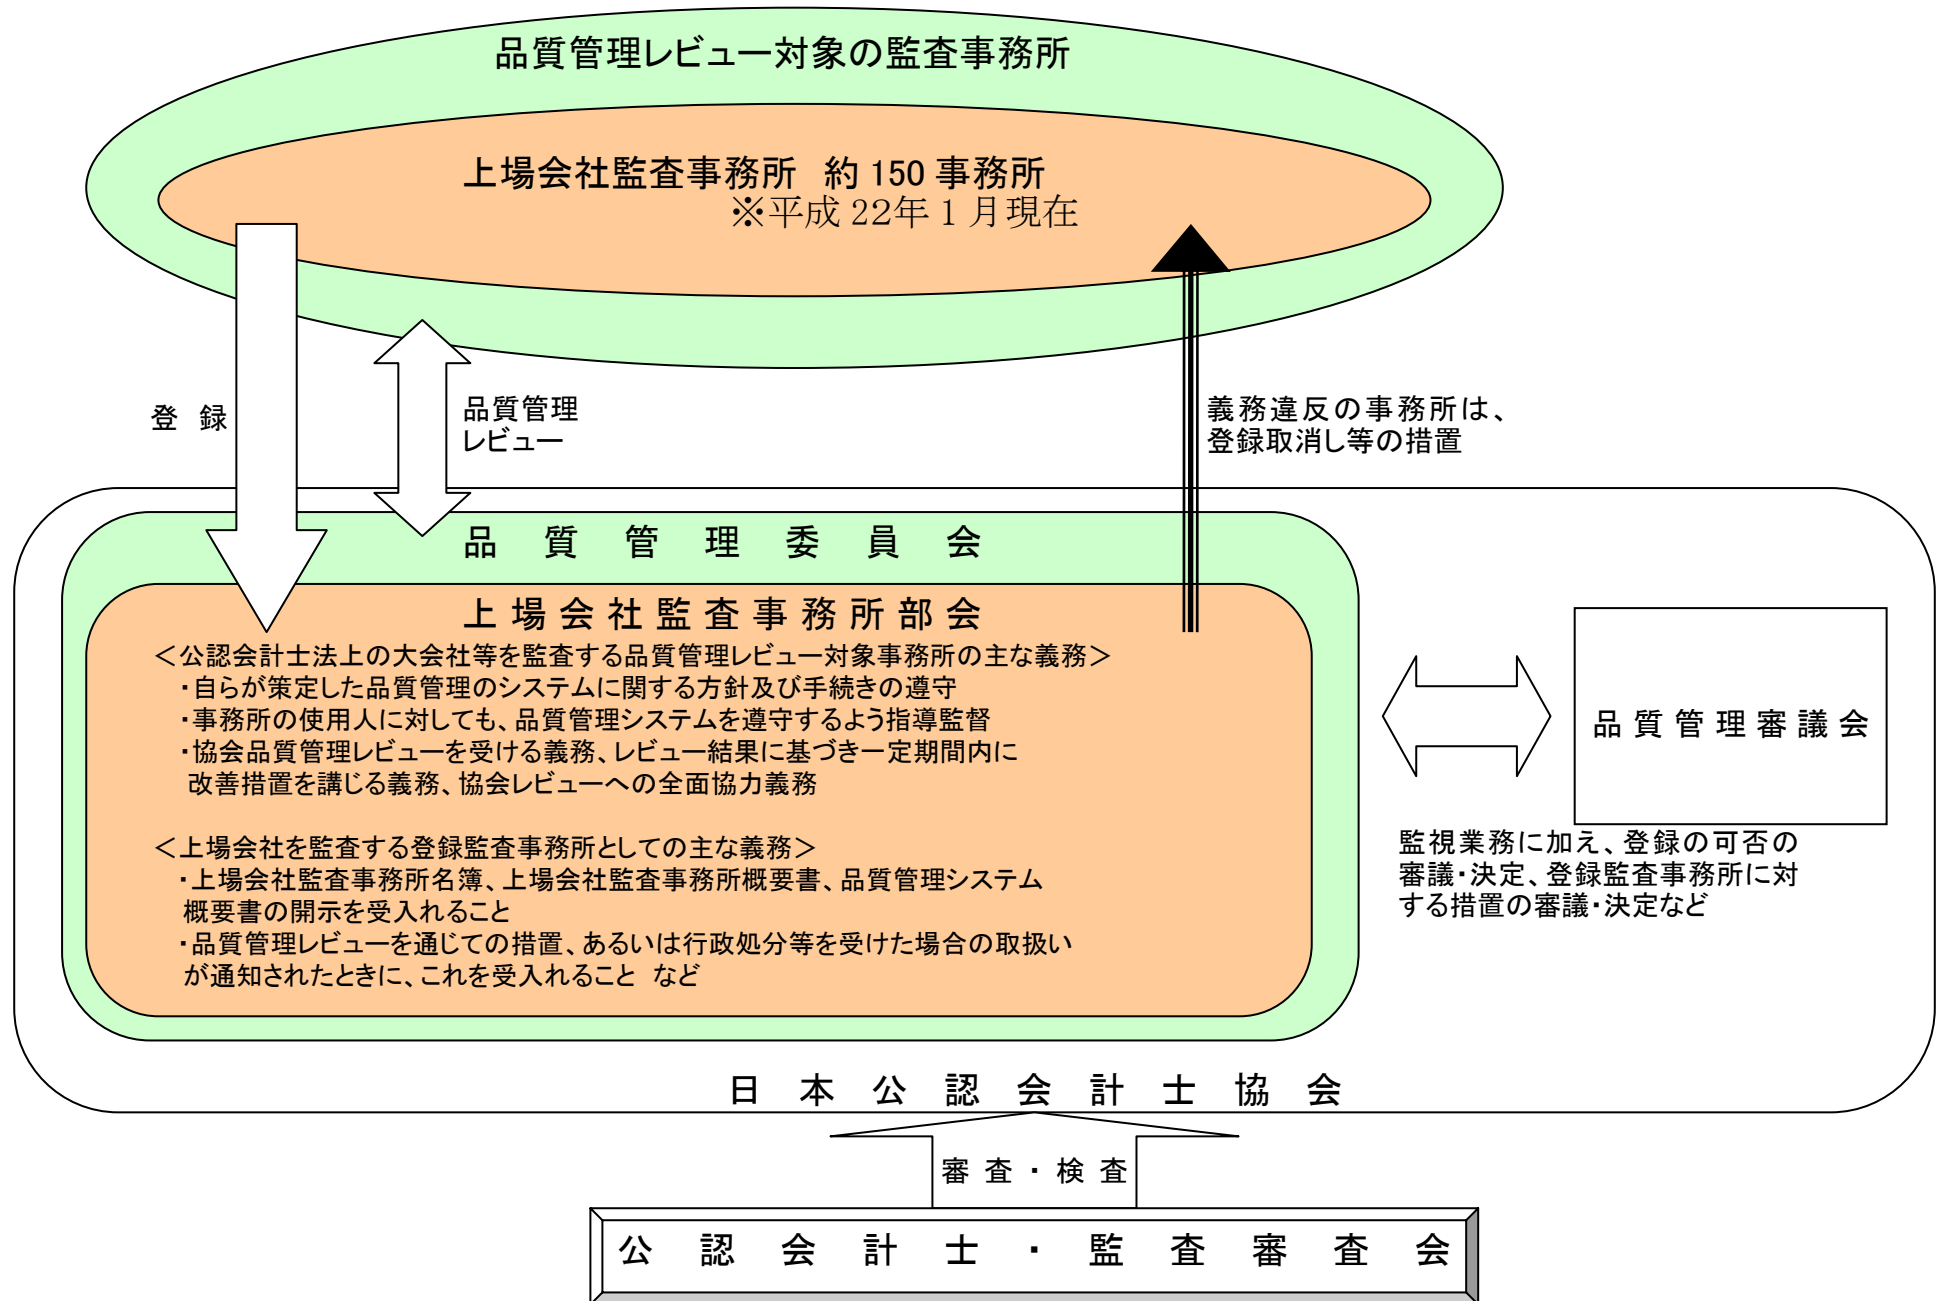 品質管理レビュー対象の監査事務所
上場会社監査事務所 約150事務所
※平成22年1月現在
登 録
品質管理
レビュー
義務違反の事務所は、
登録取消し等の措置
品質管理委員会
上場会社監査事務所部会
＜公認会計士法上の大会社等を監査する品質管理レビュー対象事務所の主な義務＞
・自らが策定した品質管理のシステムに関する方針及び手続きの遵守
・事務所の使用人に対しても、品質管理システムを遵守するよう指導監督
・協会品質管理レビューを受ける義務、レビュー結果に基づき一定期間内に
改善措置を講じる義務、協会レビューへの全面協力義務
＜上場会社を監査する登録監査事務所としての主な義務＞
・上場会社監査事務所名簿、上場会社監査事務所概要書、品質管理システム
概要書の開示を受入れること
・品質管理レビューを通じての措置、あるいは行政処分等を受けた場合の取扱い
が通知されたときに、これを受入れること など
品質管理審議会
監視業務に加え、登録の可否の
審議・決定、登録監査事務所に対
する措置の審議・決定など
日本公認会計士協会
審査・検査
公認会計士・監査審査会